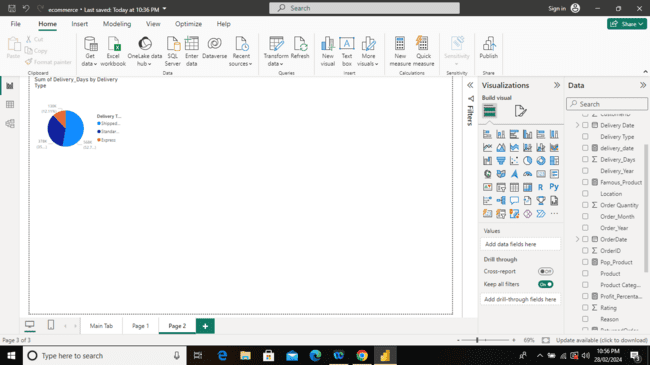 ecommerce • Last saved: Today at 10:36 PM
Search
Sign in
File
Home
Insert
Modeling
View
Optimize
Help
Share
Paste
Cut
Copy
Format painter
Get data
Excel workbook
OneLake data hub
SQL Server
Enter data
Dataverse
Recent sources
Transform data
Refresh
New visual
Text box
More visuals
New measure
Quick measure
Sensitivity
Publish
Clipboard
Data
Queries
Insert
Calculations
Sensitivity
Share
Sum of Delivery_Days by Delivery
Type
Delivery T...
Shipped...
Standar...
Express
Filters
Visualizations
Build visual
Values
Add data fields here
Drill through
Cross-report
Off
Keep all filters
On
Add drill-through fields here
Data
Search
CustomerID
Delivery Date
Delivery Type
delivery_date
Delivery_Days
Delivery_Year
Famous_Product
Location
Order Quantity
Order_Month
Order_Year
OrderDate
OrderID
Pop_Product
Product
Product Categ...
Profit_Percenta...
Rating
Reason
Main Tab
Page 1
Page 2
Page 3 of 3
69%
Update available (click to download)
Type here to search
10:56 PM
28/02/2024